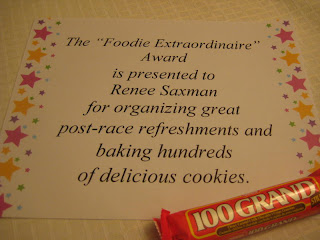 The "Foodie Extraordinaire"
Award
is presented to
Renee Saxman
for organizing great
post-race refreshments and
baking hundreds
of delicious cookies.
100 GRAND